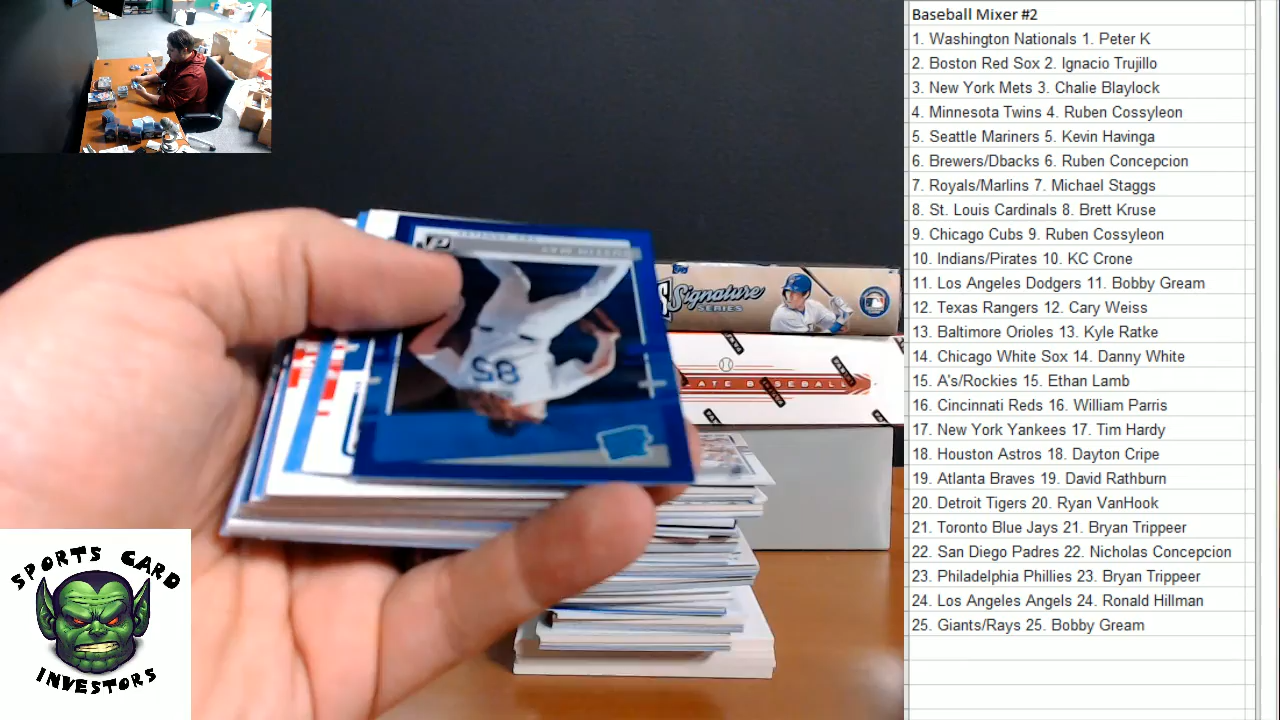 Baseball Mixer #2
1. Washington Nationals 1. Peter K
2. Boston Red Sox 2. Ignacio Trujillo
3. New York Mets 3. Chalie Blaylock
4. Minnesota Twins 4. Ruben Cossyleon
5. Seattle Mariners 5. Kevin Havinga
6. Brewers/Dbacks 6. Ruben Concepcion
7. Royals/Marlins 7. Michael Staggs
8. St. Louis Cardinals 8. Brett Kruse
9. Chicago Cubs 9. Ruben Cossyleon
10. Indians/Pirates 10. KC Crone
11. Los Angeles Dodgers 11. Bobby Gream
12. Texas Rangers 12. Cary Weiss
13. Baltimore Orioles 13. Kyle Ratke
14. Chicago White Sox 14. Danny White
15. A's/Rockies 15. Ethan Lamb
16. Cincinnati Reds 16. William Parris
17. New York Yankees 17. Tim Hardy
18. Houston Astros 18. Dayton Cripe
19. Atlanta Braves 19. David Rathburn
20. Detroit Tigers 20. Ryan VanHook
21. Toronto Blue Jays 21. Bryan Trippeer
22. San Diego Padres 22. Nicholas Concepcion
23. Philadelphia Phillies 23. Bryan Trippeer
24. Los Angeles Angels 24. Ronald Hillman
25. Giants/Rays 25. Bobby Gream
Topps
Signature
SERIES
BASEBALL
DUSTIN MAY
85
SPORTS CARD
INVESTORS